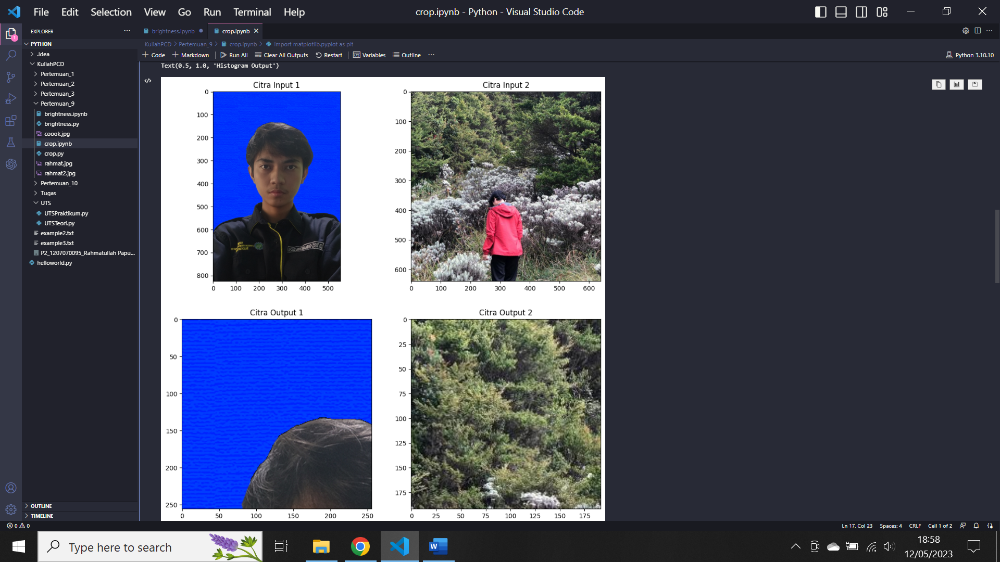 File Edit Selection View Go Run Terminal Help
crop.ipynb - Python - Visual Studio Code
EXPLORER
PYTHON
.idea
KuliahPCD
Pertemuan_1
Pertemuan_2
Pertemuan_3
Pertemuan_9
brightness.ipynb
brightness.py
coook.jpg
crop.ipynb
crop.py
rahmat.jpg
rahmat2.jpg
Pertemuan_10
Tugas
UTS
UTSPraktikum.py
UTSTeori.py
example2.txt
example3.txt
P2_1207070095_Rahmatullah Papu...
helloworld.py
OUTLINE
TIMELINE
brightness.ipynb
crop.ipynb
KuliahPCD > Pertemuan_9 > crop.ipynb > import matplotlib.pyplot as plt
+ Code + Markdown | Run All Clear All Outputs Restart | Variables Outline ...
Python 3.10.10
Text(0.5, 1.0, 'Histogram Output')
Citra Input 1
0
100
200
300
400
500
600
700
800
0 100 200 300 400 500
Citra Input 2
0
100
200
300
400
500
600
0 100 200 300 400 500 600
Citra Output 1
0
50
100
150
200
250
0 50 100 150 200 250
Citra Output 2
0
25
50
75
100
125
150
175
0 25 50 75 100 125 150 175
0 0
Ln 17, Col 23 Spaces: 4 CRLF Cell 1 of 2
Type here to search
W
18:58
12/05/2023